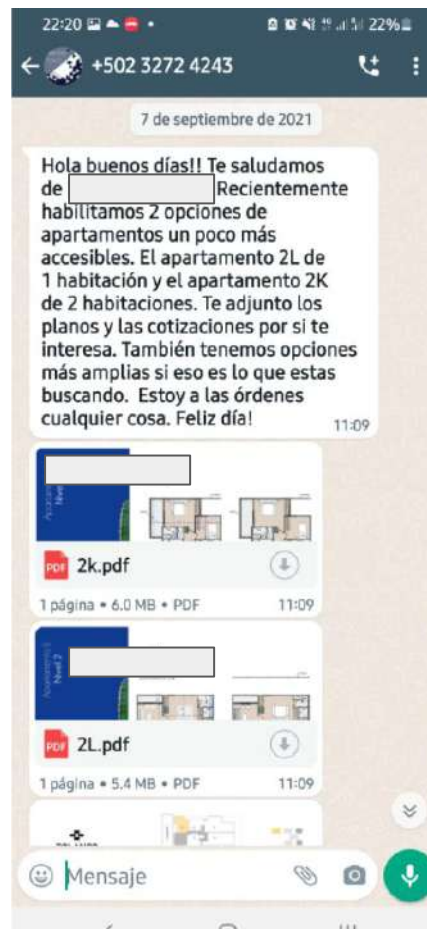 22:20
22%
+502 3272 4243
7 de septiembre de 2021
Hola buenos días!! Te saludamos
de Recientemente
habilitamos 2 opciones de
apartamentos un poco más
accesibles. El apartamento 2L de
1 habitación y el apartamento 2K
de 2 habitaciones. Te adjunto los
planos y las cotizaciones por si te
interesa. También tenemos opciones
más amplias si eso es lo que estas
buscando. Estoy a las órdenes
cualquier cosa. Feliz día!
11:09
PDF 2k.pdf
1 página • 6.0 MB • PDF 11:09
Nivel 2
PDF 2L.pdf
1 página • 5.4 MB • PDF 11:09
Mensaje